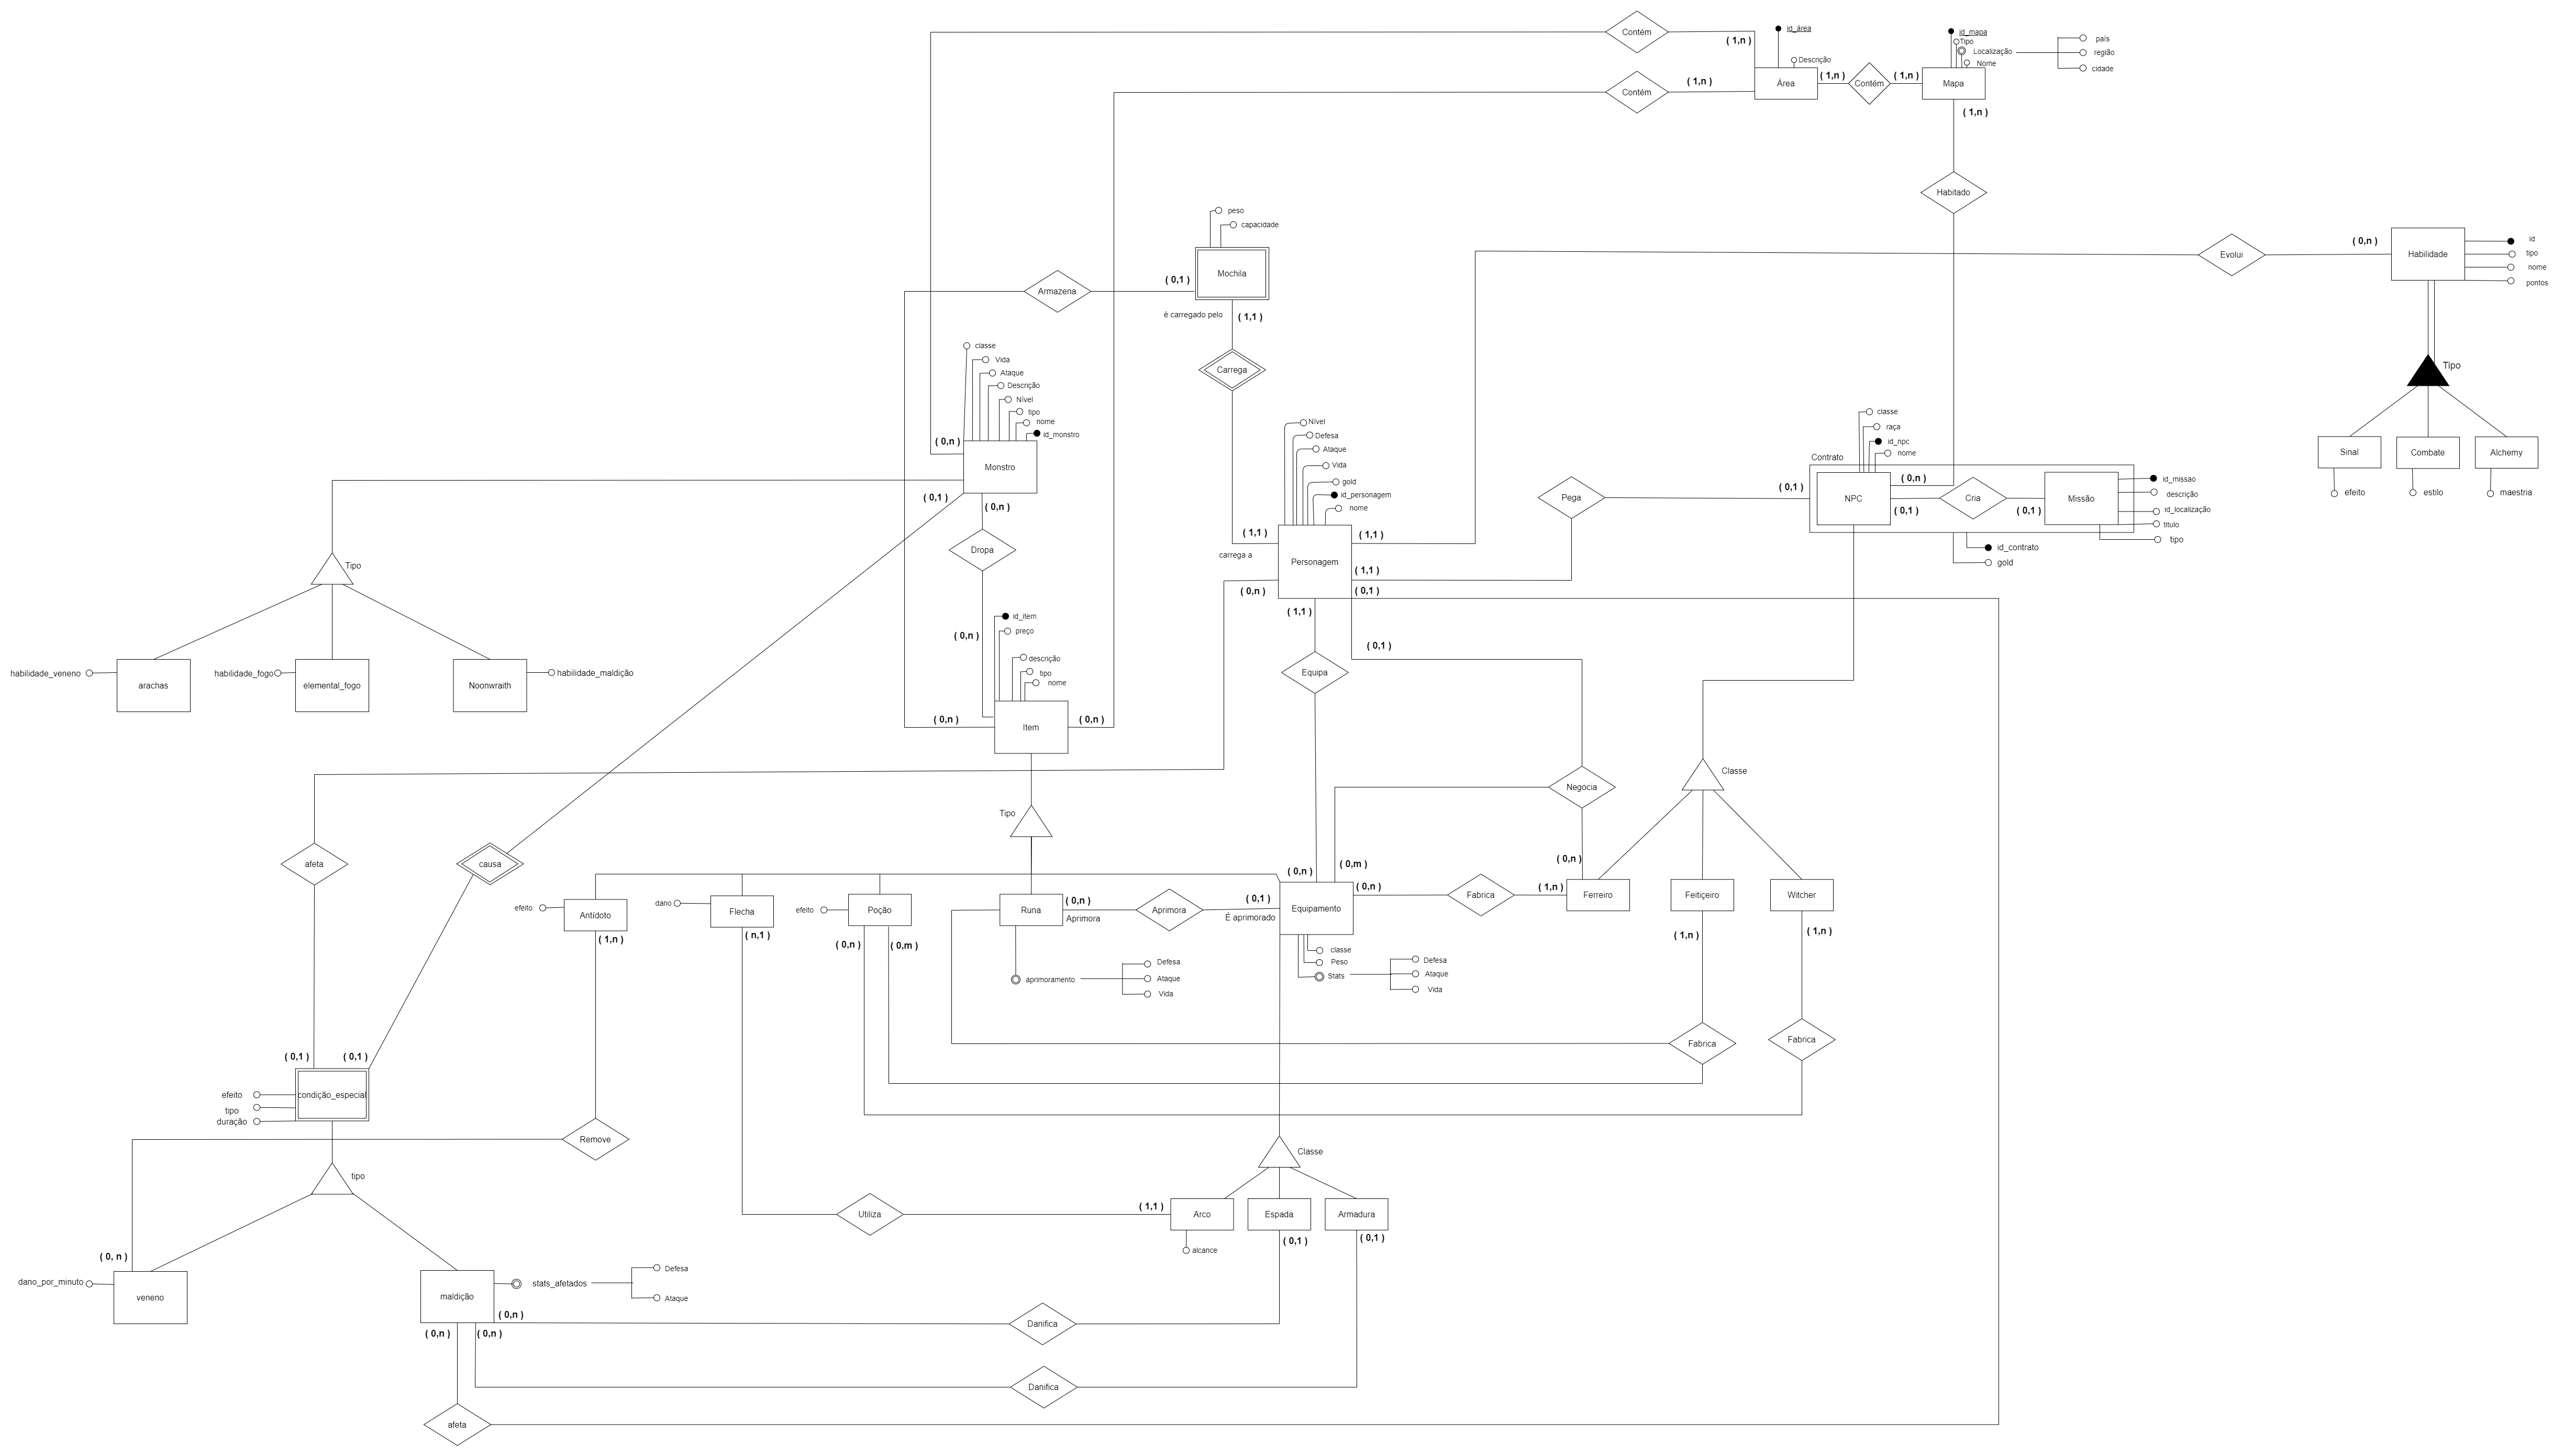 Contém
( 1,n )
id_área
Descrição
Área
( 1,n )
Contém
( 1,n )
id_mapa
Tipo
Localização
Nome
país
região
cidade
Mapa
( 1,n )
Contém
( 1,n )
Habitado
peso
capacidade
Mochila
( 0,1 )
Armazena
é carregado pelo
( 1,1 )
Carrega
Evolui
( 0,n )
Habilidade
id
tipo
nome
pontos
Tipo
Sinal
Combate
Alchemy
efeito
estilo
maestria
classe
Vida
Ataque
Descrição
Nível
tipo
nome
id_monstro
( 0,n )
Monstro
( 0,1 )
( 0,n )
Dropa
( 0,n )
Nível
Defesa
Ataque
Vida
gold
id_personagem
nome
( 1,1 )
carrega a
( 0,n )
Personagem
( 1,1 )
( 1,1 )
( 0,1 )
( 1,1 )
( 0,1 )
Pega
( 0,1 )
Contrato
classe
raça
id_npc
nome
NPC
( 0,n )
( 0,1 )
Cria
( 0,1 )
Missão
id_missao
descrição
id_localização
titulo
tipo
id_contrato
gold
Tipo
habilidade_veneno
arachas
habilidade_fogo
elemental_fogo
Noonwraith
habilidade_maldição
id_item
preço
descrição
tipo
nome
( 0,n )
Item
( 0,n )
Tipo
Equipa
Negocia
Classe
afeta
causa
( 0,n )
( 0,m )
( 0,n )
efeito
Antídoto
( 1,n )
dano
Flecha
( n,1 )
efeito
Poção
( 0,n )
( 0,m )
Runa
( 0,n )
Aprimora
Aprimora
( 0,1 )
É aprimorado
Equipamento
( 0,n )
Fabrica
( 1,n )
Ferreiro
Feitiçeiro
( 1,n )
Witcher
( 1,n )
aprimoramento
Defesa
Ataque
Vida
classe
Peso
Stats
Defesa
Ataque
Vida
Fabrica
Fabrica
( 0,1 )
( 0,1 )
efeito
tipo
duração
condição_especial
Remove
tipo
Classe
Utiliza
( 1,1 )
Arco
alcance
Espada
( 0,1 )
Armadura
( 0,1 )
( 0, n )
dano_por_minuto
veneno
maldição
stats_afetados
Defesa
Ataque
( 0,n )
( 0,n )
( 0,n )
Danifica
Danifica
afeta